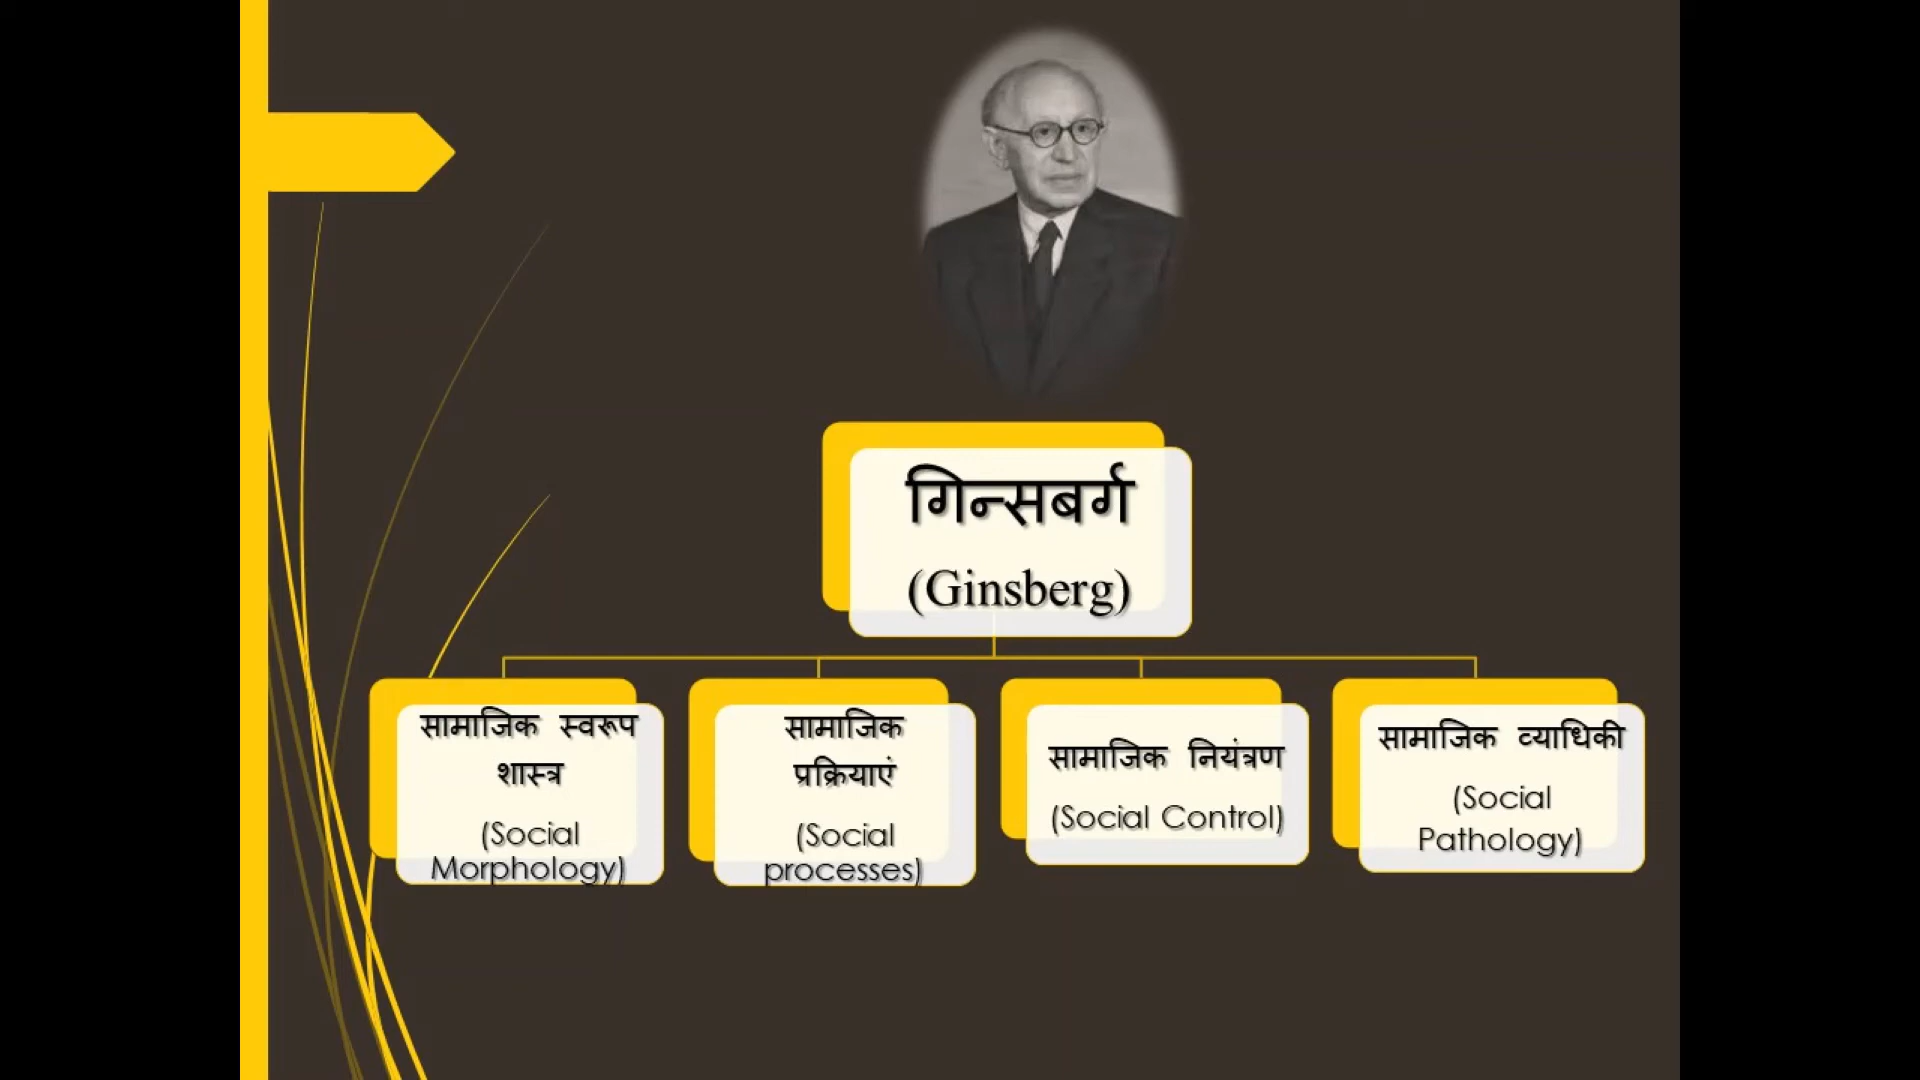 गिन्सबर्ग
(Ginsberg)
सामाजिक स्वरूप
शास्त्र
(Social
Morphology)
सामाजिक
प्रक्रियाएं
(Social
processes)
सामाजिक नियंत्रण
(Social Control)
सामाजिक व्याधिकी
(Social
Pathology)